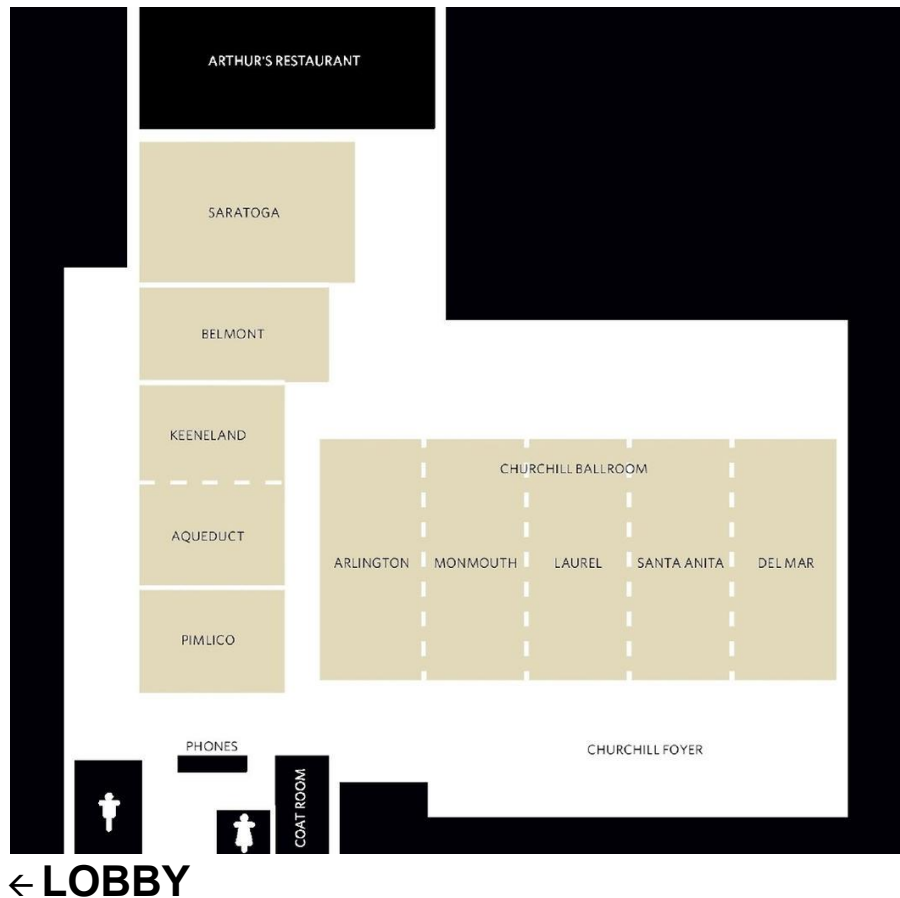 ARTHUR'S RESTAURANT
SARATOGA
BELMONT
KEENELAND
AQUEDUCT
PIMLICO
CHURCHILL BALLROOM
ARLINGTON
MONMOUTH
LAUREL
SANTA ANITA
DEL MAR
PHONES
COAT ROOM
CHURCHILL FOYER
← LOBBY